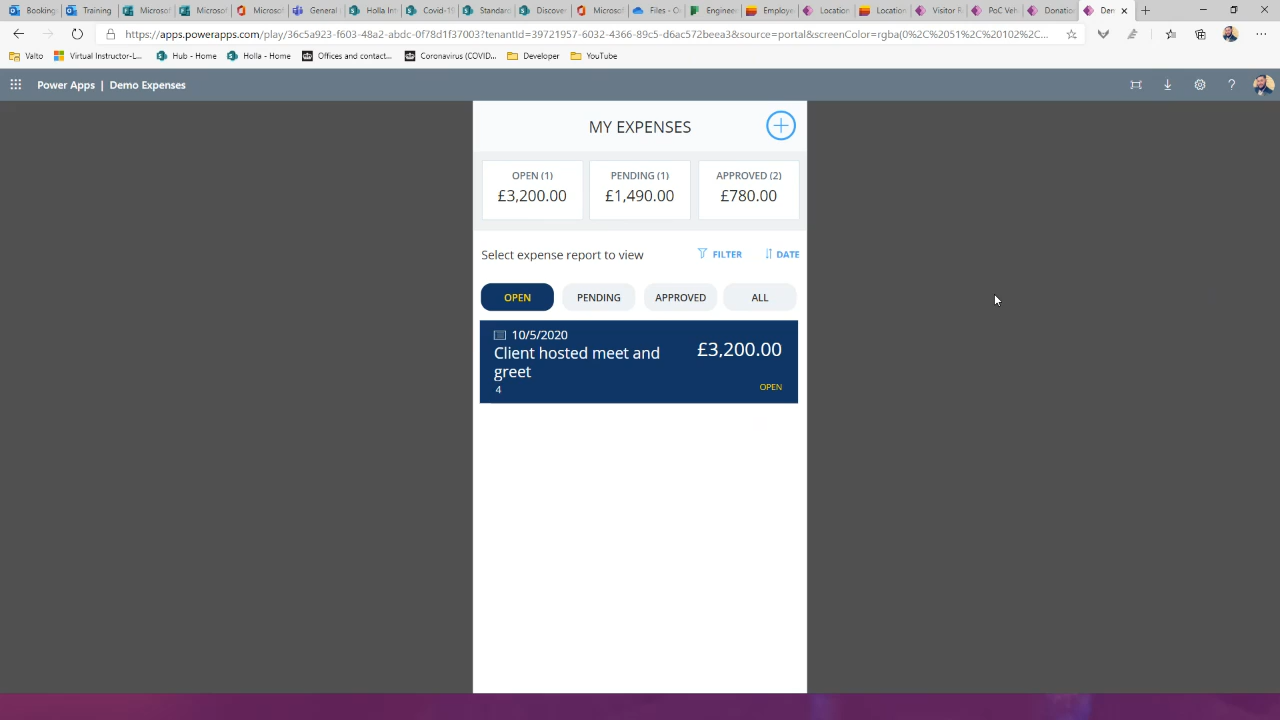 Booking
Training
Microsof
Microsof
Microsof
General
Holla Int
Covid-19
Standard
Discover
Microsof
Files - O
Engineer
Employe
Location
Location
Visitor R
PoC Veh
Donation
Den
https://apps.powerapps.com/play/36c5a323-f603-48a2-abdc-0f78d1f37003?tenantId=39721957-6032-4366-89c5-d6ac572beea3&source=portal&screenColor=rgba(0%2C%2051%2C%20102%2C...
Valto
Virtual Instructor-L...
Hub - Home
Holla - Home
Offices and contact...
Coronavirus (COVID...
Developer
YouTube
Power Apps | Demo Expenses
MY EXPENSES
OPEN (1)
£3,200.00
PENDING (1)
£1,490.00
APPROVED (2)
£780.00
Select expense report to view
FILTER
DATE
OPEN
PENDING
APPROVED
ALL
10/5/2020
Client hosted meet and
greet
4
£3,200.00
OPEN